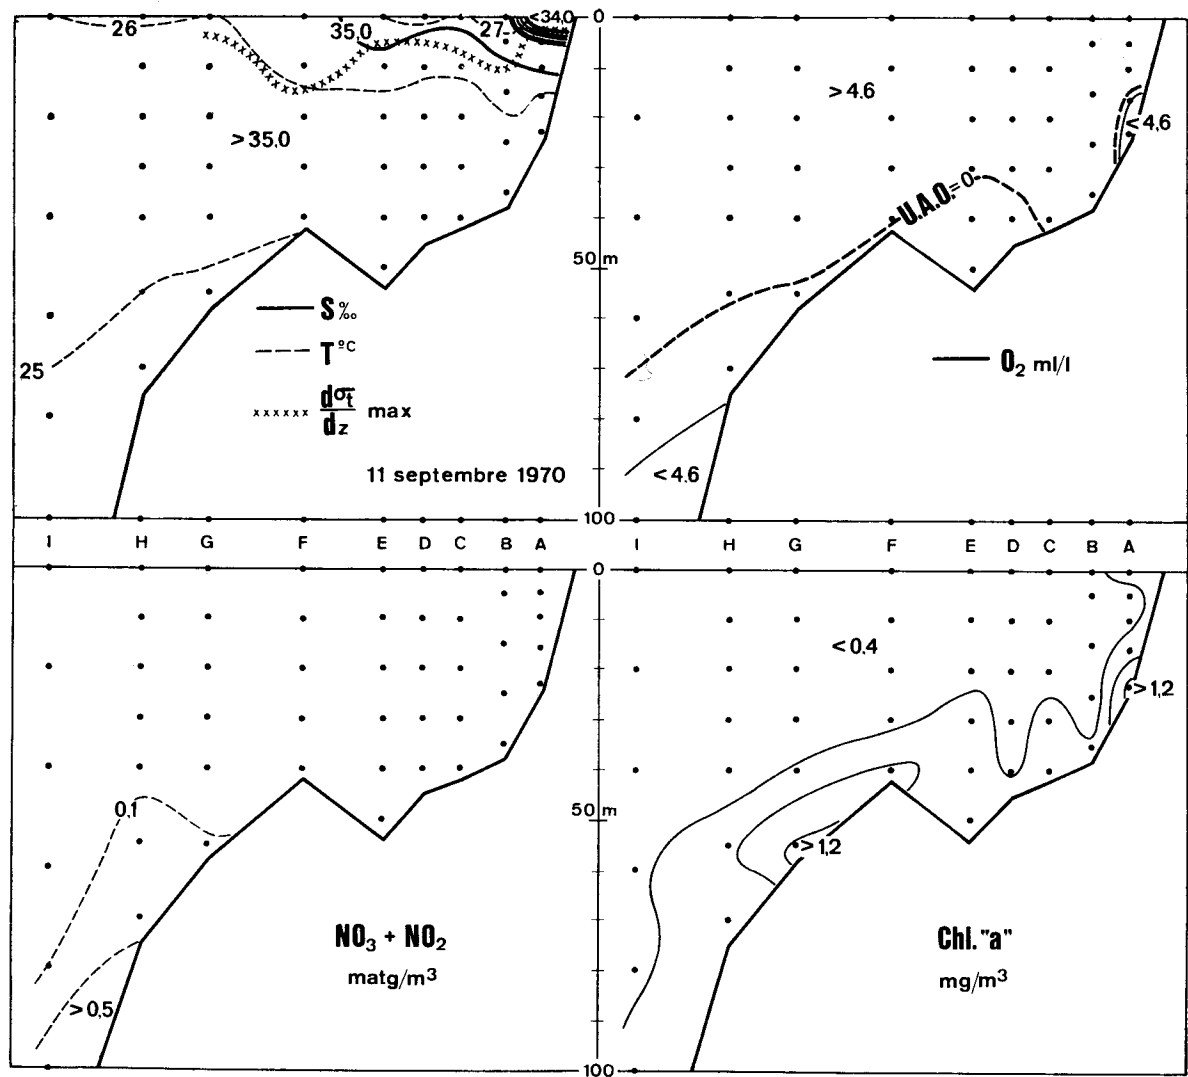 26
35,0
27
<34,0
>35,0
25
S ‰
T ºC
dσt
dz
max
11 septembre 1970
0
50 m
100
>4.6
<4,6
U.A.O.=0
O2 ml/l
<4.6
I H G F E D C B A
I H G F E D C B A
0
50 m
100
0,1
>0,5
NO3 + NO2
matg/m3
<0,4
>1,2
>1,2
Chl. "a"
mg/m3